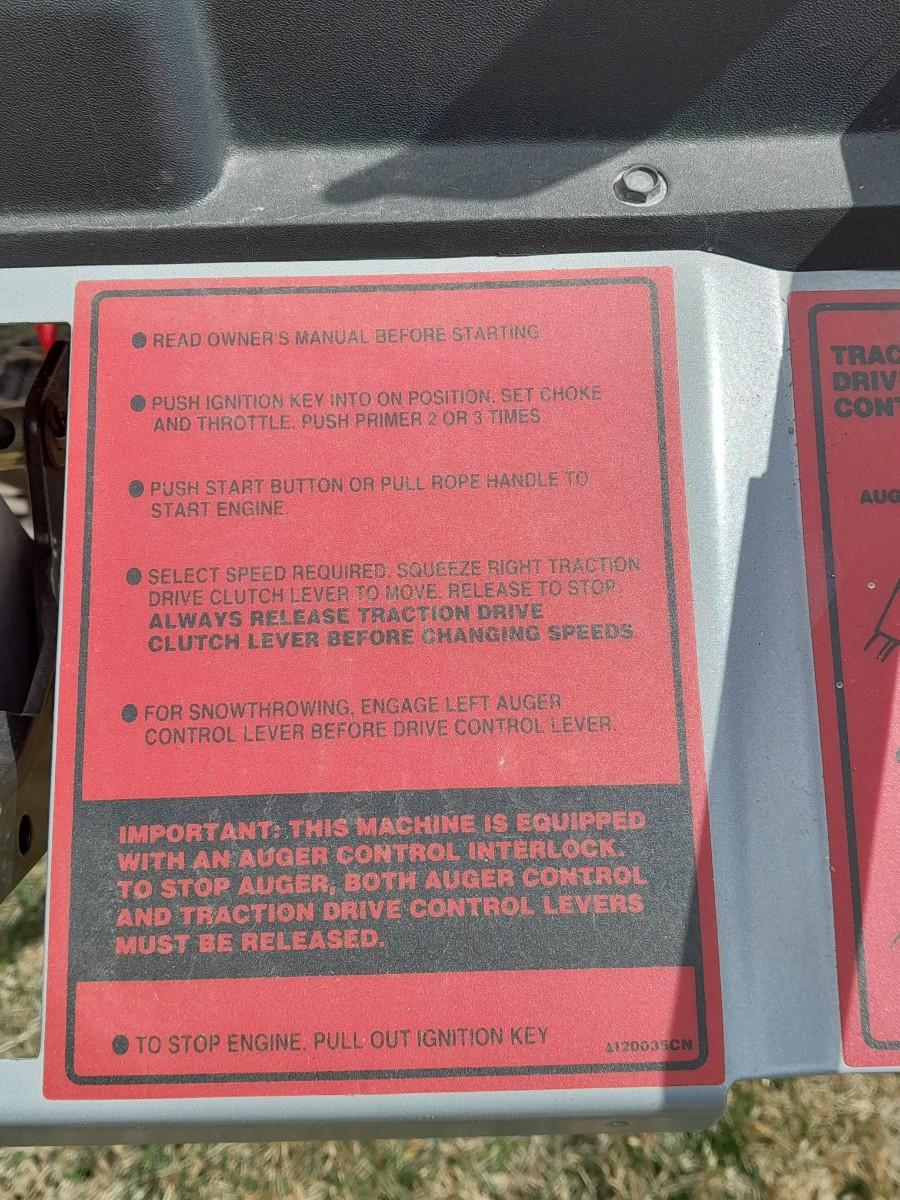 ● READ OWNER'S MANUAL BEFORE STARTING.
● PUSH IGNITION KEY INTO ON POSITION. SET CHOKE
AND THROTTLE. PUSH PRIMER 2 OR 3 TIMES.
● PUSH START BUTTON OR PULL ROPE HANDLE TO
START ENGINE.
● SELECT SPEED REQUIRED. SQUEEZE RIGHT TRACTION
DRIVE CLUTCH LEVER TO MOVE. RELEASE TO STOP.
ALWAYS RELEASE TRACTION DRIVE
CLUTCH LEVER BEFORE CHANGING SPEEDS.
● FOR SNOWTHROWING, ENGAGE LEFT AUGER
CONTROL LEVER BEFORE DRIVE CONTROL LEVER.
IMPORTANT: THIS MACHINE IS EQUIPPED
WITH AN AUGER CONTROL INTERLOCK.
TO STOP AUGER, BOTH AUGER CONTROL
AND TRACTION DRIVE CONTROL LEVERS
MUST BE RELEASED.
● TO STOP ENGINE, PULL OUT IGNITION KEY
A120035CN
TRAC
DRIV
CONT
AUG